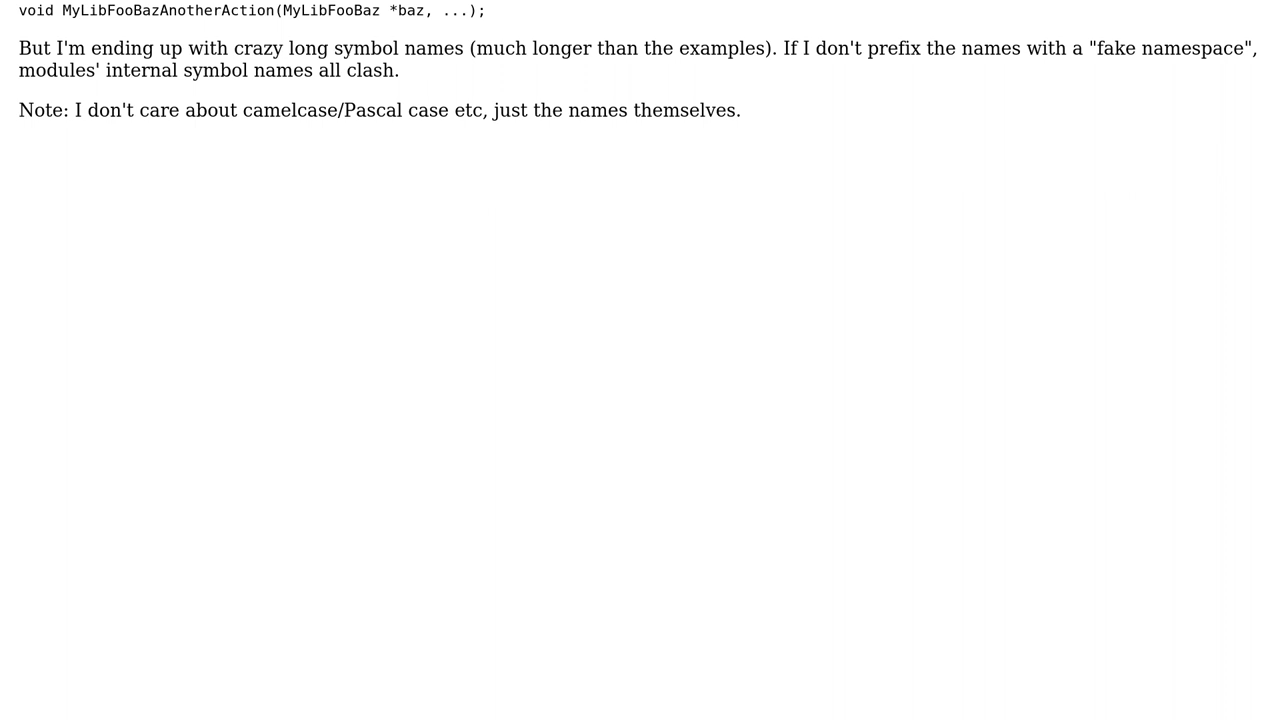 void MyLibFooBazAnotherAction(MyLibFooBaz *baz, ...);
But I'm ending up with crazy long symbol names (much longer than the examples). If I don't prefix the names with a "fake namespace",
modules' internal symbol names all clash.
Note: I don't care about camelcase/Pascal case etc, just the names themselves.